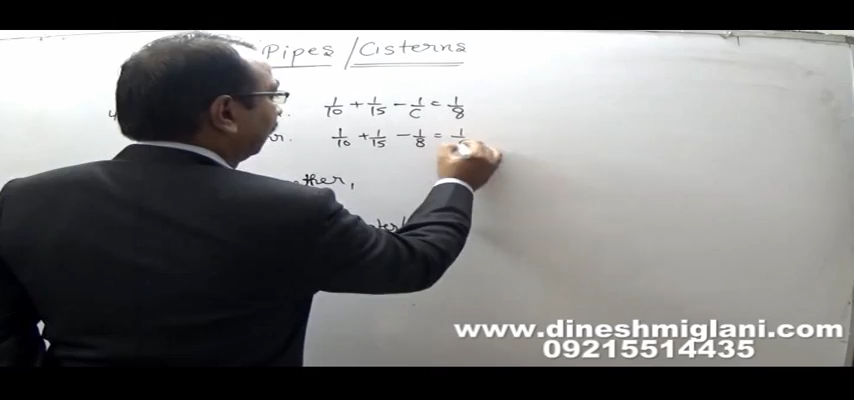 Pipes / Cisterns
1/10 + 1/15 - 1/C = 1/8
r. 1/10 + 1/15 - 1/8 = 1/
ther,
www.dineshmiglani.com
09215514435